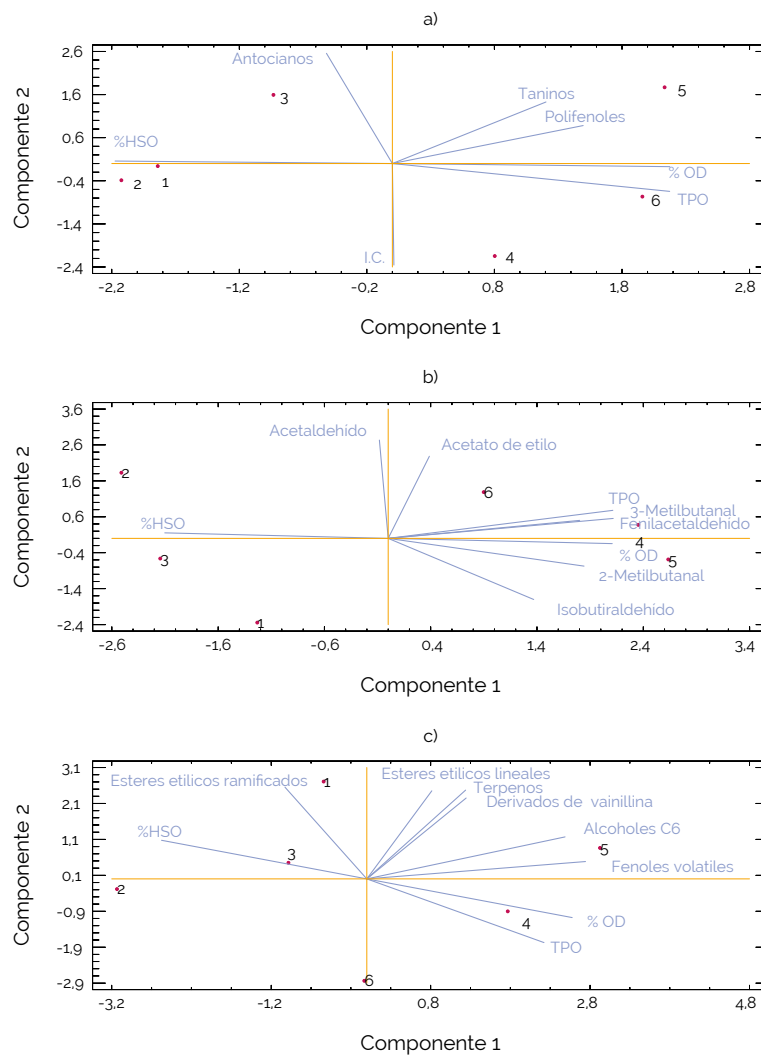 a)
Componente 2
2,6
1,6
0,6
-0,4
-1,4
-2,4
Antocianos
3
Taninos
5
Polifenoles
%HSO
1
2
% OD
6
TPO
4
I.C.
-2,2
-1,2
-0,2
0,8
1,8
2,8
Componente 1
b)
Componente 2
3,6
2,6
1,6
0,6
-0,4
-1,4
-2,4
Acetaldehido
Acetato de etilo
2
6
TPO
3-Metilbutanal
%HSO
Fenilacetaldehido
4
% OD
3
5
2-Metilbutanal
Isobutiraldehido
1
-2,6
-1,6
-0,6
0,4
1,4
2,4
3,4
Componente 1
c)
Componente 2
3,1
2,1
1,1
0,1
-0,9
-1,9
-2,9
Esteres etilicos ramificados
1
Esteres etilicos lineales
Terpenos
Derivados de vainillina
%HSO
Alcoholes C6
3
5
Fenoles volatiles
2
4
% OD
TPO
6
-3,2
-1,2
0,8
2,8
4,8
Componente 1